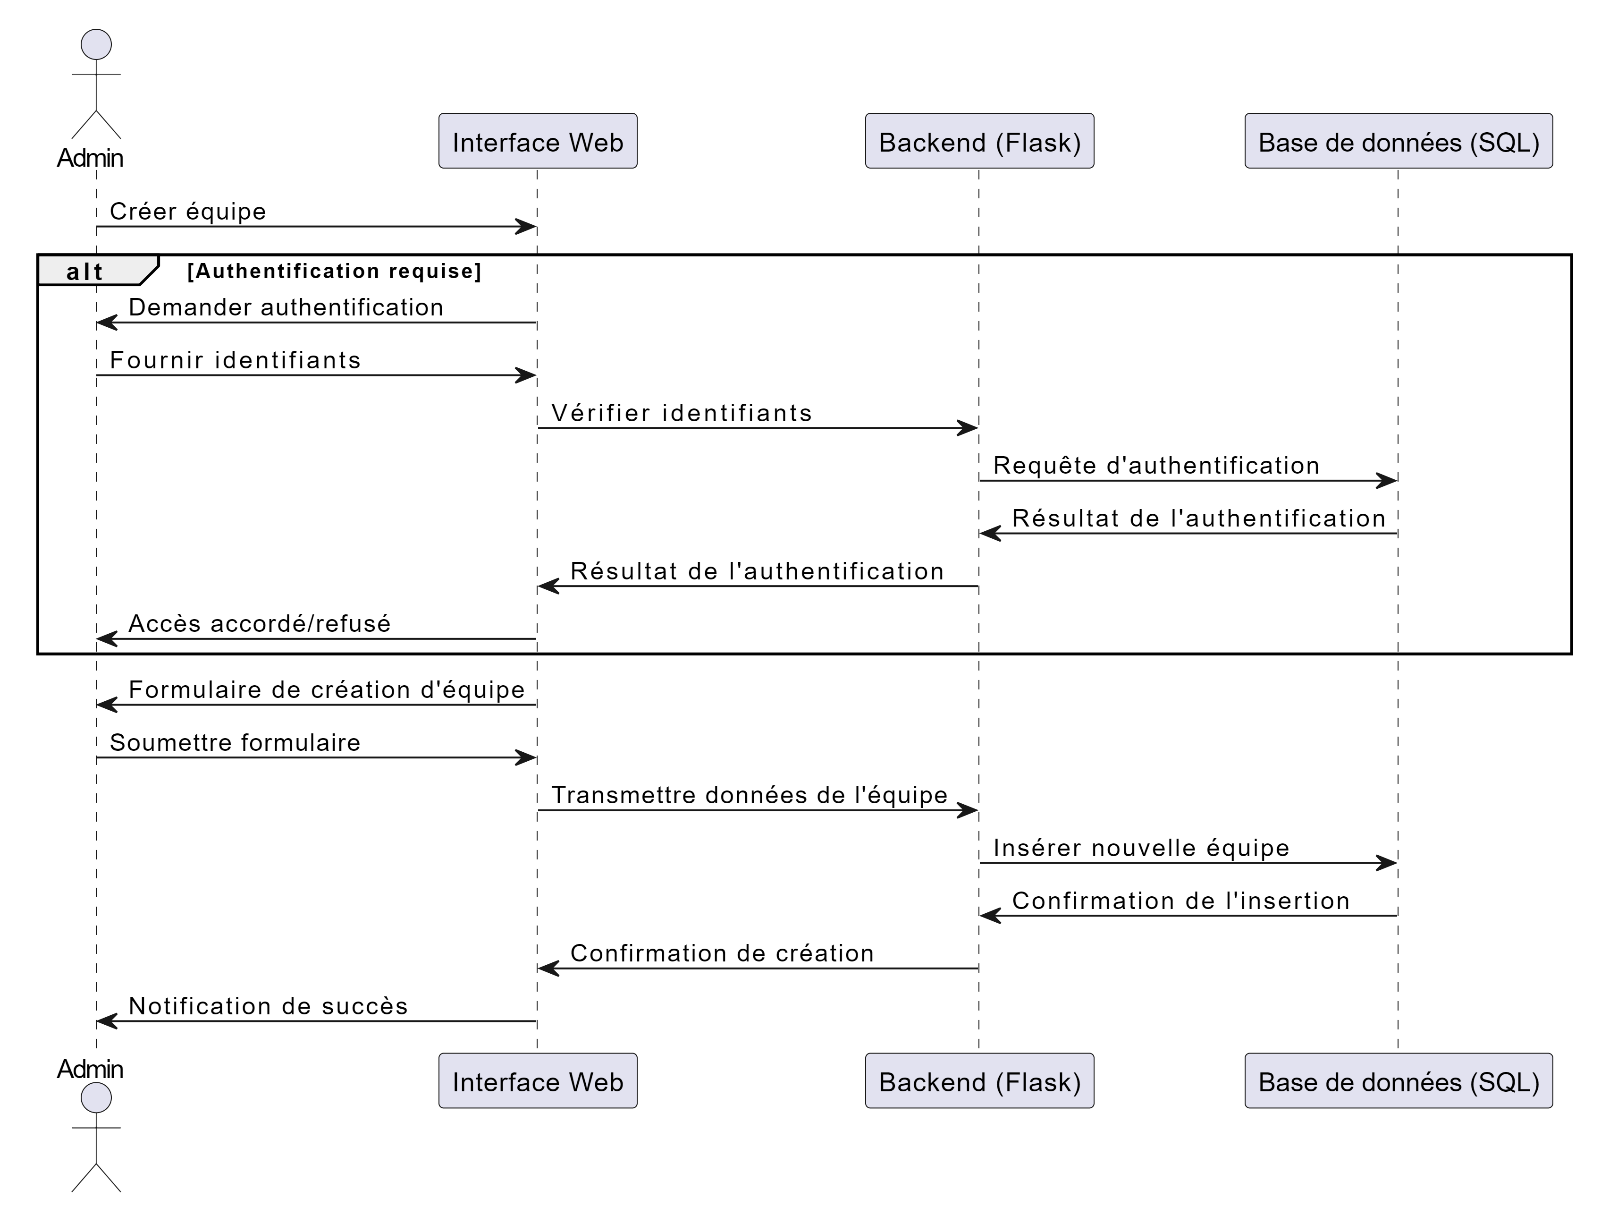 Admin
Interface Web
Backend (Flask)
Base de données (SQL)
Créer équipe
alt
[Authentification requise]
Demander authentification
Fournir identifiants
Vérifier identifiants
Requête d'authentification
Résultat de l'authentification
Résultat de l'authentification
Accès accordé/refusé
Formulaire de création d'équipe
Soumettre formulaire
Transmettre données de l'équipe
Insérer nouvelle équipe
Confirmation de l'insertion
Confirmation de création
Notification de succès
Admin
Interface Web
Backend (Flask)
Base de données (SQL)